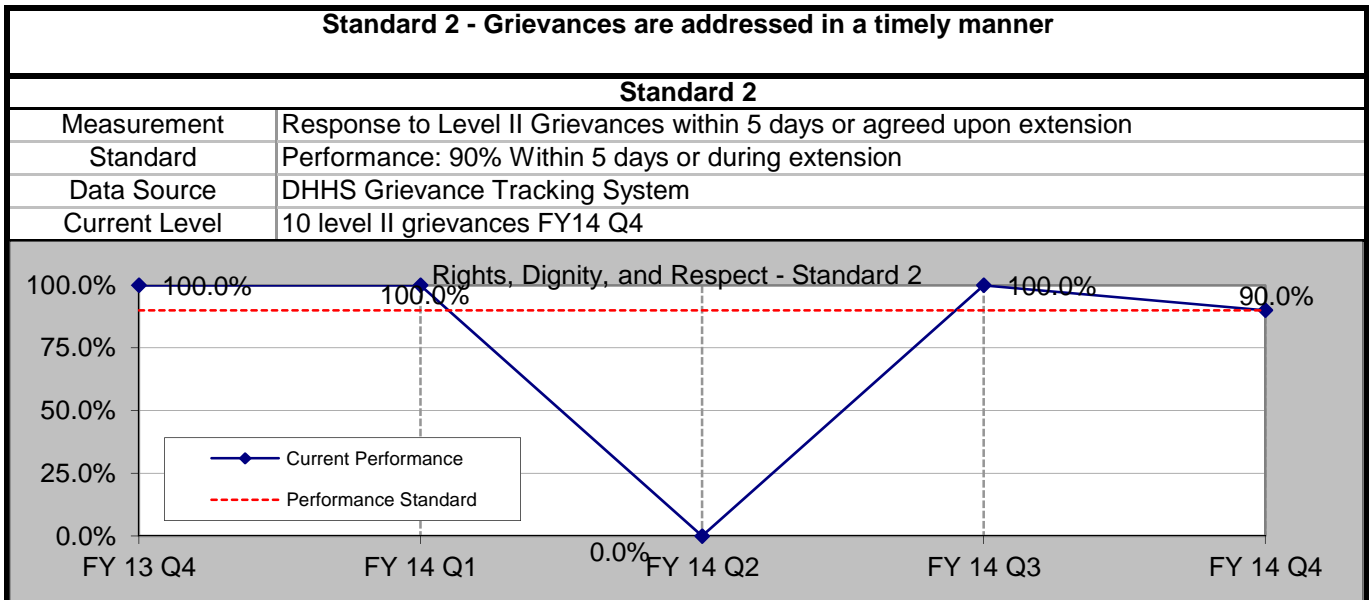 Standard 2 - Grievances are addressed in a timely manner
Standard 2
Measurement Response to Level II Grievances within 5 days or agreed upon extension
Standard Performance: 90% Within 5 days or during extension
Data Source DHHS Grievance Tracking System
Current Level 10 level II grievances FY14 Q4
Rights, Dignity, and Respect - Standard 2
100.0% 100.0% 100.0% 100.0% 90.0%
75.0%
50.0%
25.0%
Current Performance
Performance Standard
0.0% 0.0%
FY 13 Q4 FY 14 Q1 FY 14 Q2 FY 14 Q3 FY 14 Q4